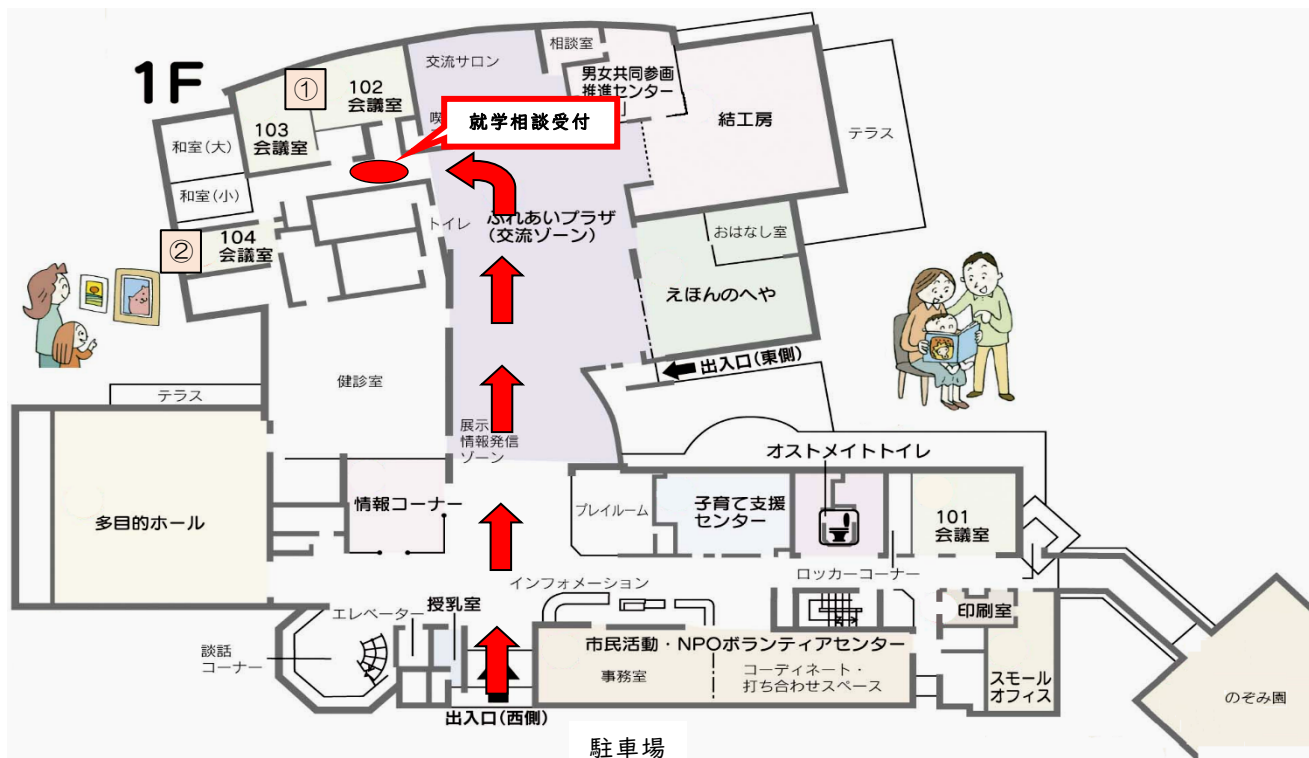 1F
①
102
会議室
交流サロン
相談室
男女共同参画
推進センター
結工房
テラス
就学相談受付
喫
103
会議室
和室(大)
和室(小)
②
104
会議室
トイレ
ふれあいプラザ
(交流ゾーン)
おはなし室
えほんのへや
出入口(東側)
健診室
テラス
展示
情報発信
ゾーン
オストメイトトイレ
多目的ホール
情報コーナー
プレイルーム
子育て支援
センター
101
会議室
ロッカーコーナー
インフォメーション
エレベーター
授乳室
印刷室
談話
コーナー
市民活動・NPOボランティアセンター
事務室
コーディネート・
打ち合わせスペース
スモール
オフィス
のぞみ園
出入口(西側)
駐車場